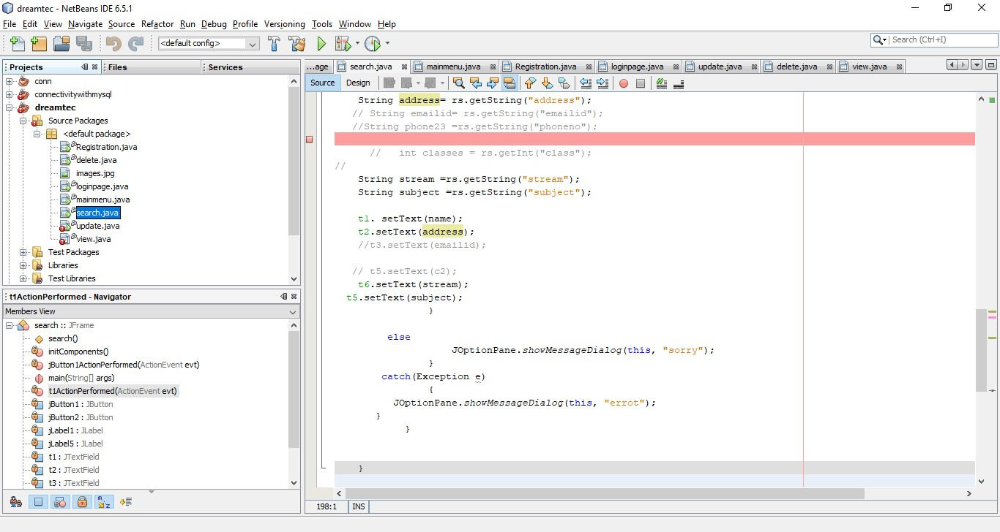 dreamtec - NetBeans IDE 6.5.1
File Edit View Navigate Source Refactor Run Debug Profile Versioning Tools Window Help
<default config>
Search (Ctrl+I)
Projects
Files
Services
conn
connectivitywithmysql
dreamtec
Source Packages
<default package>
Registration.java
delete.java
images.jpg
loginpage.java
mainmenu.java
search.java
update.java
view.java
Test Packages
Libraries
Test Libraries
t1ActionPerformed - Navigator
Members View
search :: JFrame
search()
initComponents()
jButton1ActionPerformed(ActionEvent evt)
main(String[] args)
t1ActionPerformed(ActionEvent evt)
jButton1 : JButton
jButton2 : JButton
jLabel1 : JLabel
jLabel5 : JLabel
t1 : JTextField
t2 : JTextField
t3 : JTextField
...age search.java mainmenu.java Registration.java loginpage.java update.java delete.java view.java
Source Design
String address= rs.getString("address");
// String emailid= rs.getString("emailid");
//String phone23 =rs.getString("phoneno");
// int classes = rs.getInt("class");
//
String stream =rs.getString("stream");
String subject =rs.getString("subject");
t1. setText(name);
t2.setText(address);
//t3.setText(emailid);
// t5.setText(c2);
t6.setText(stream);
t5.setText(subject);
}
else
JOptionPane.showMessageDialog(this, "sorry");
}
catch(Exception e)
{
JOptionPane.showMessageDialog(this, "errot");
}
}
}
198:1 INS